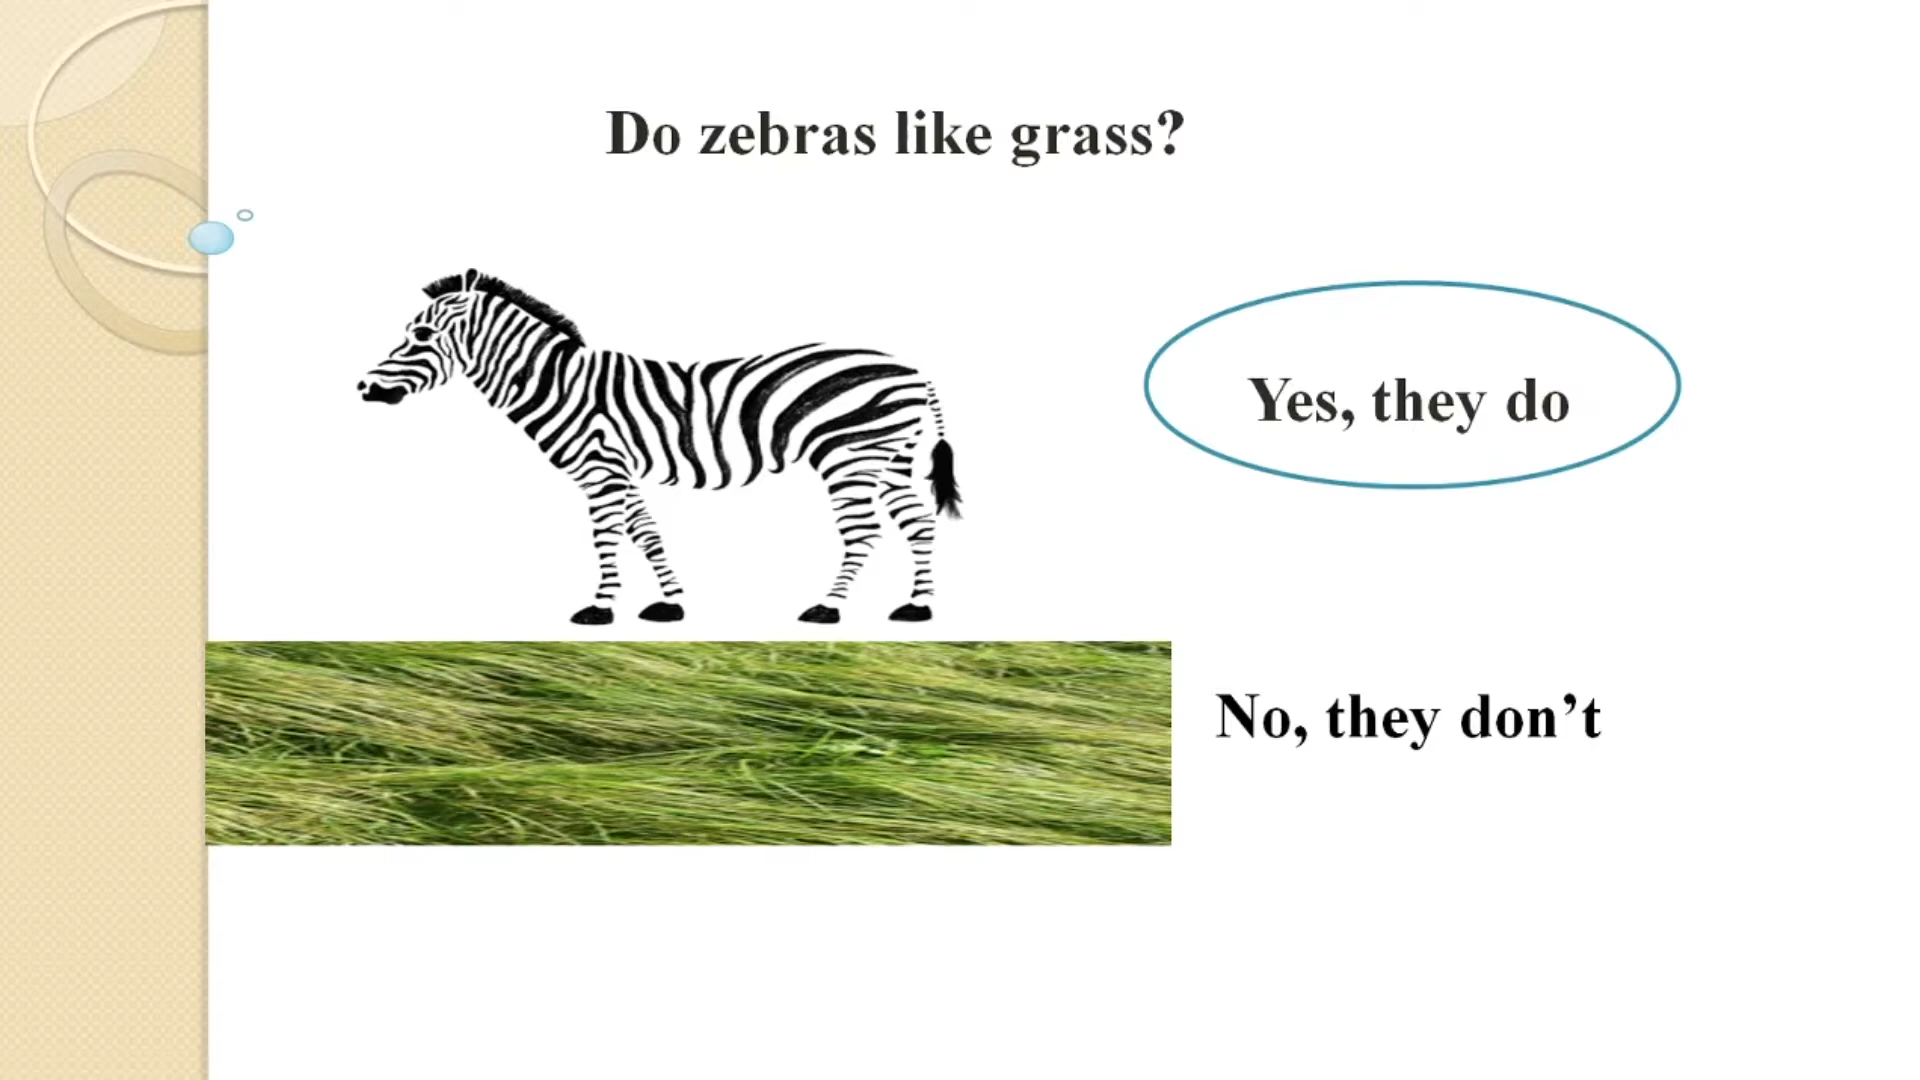 Do zebras like grass?
Yes, they do
No, they don’t